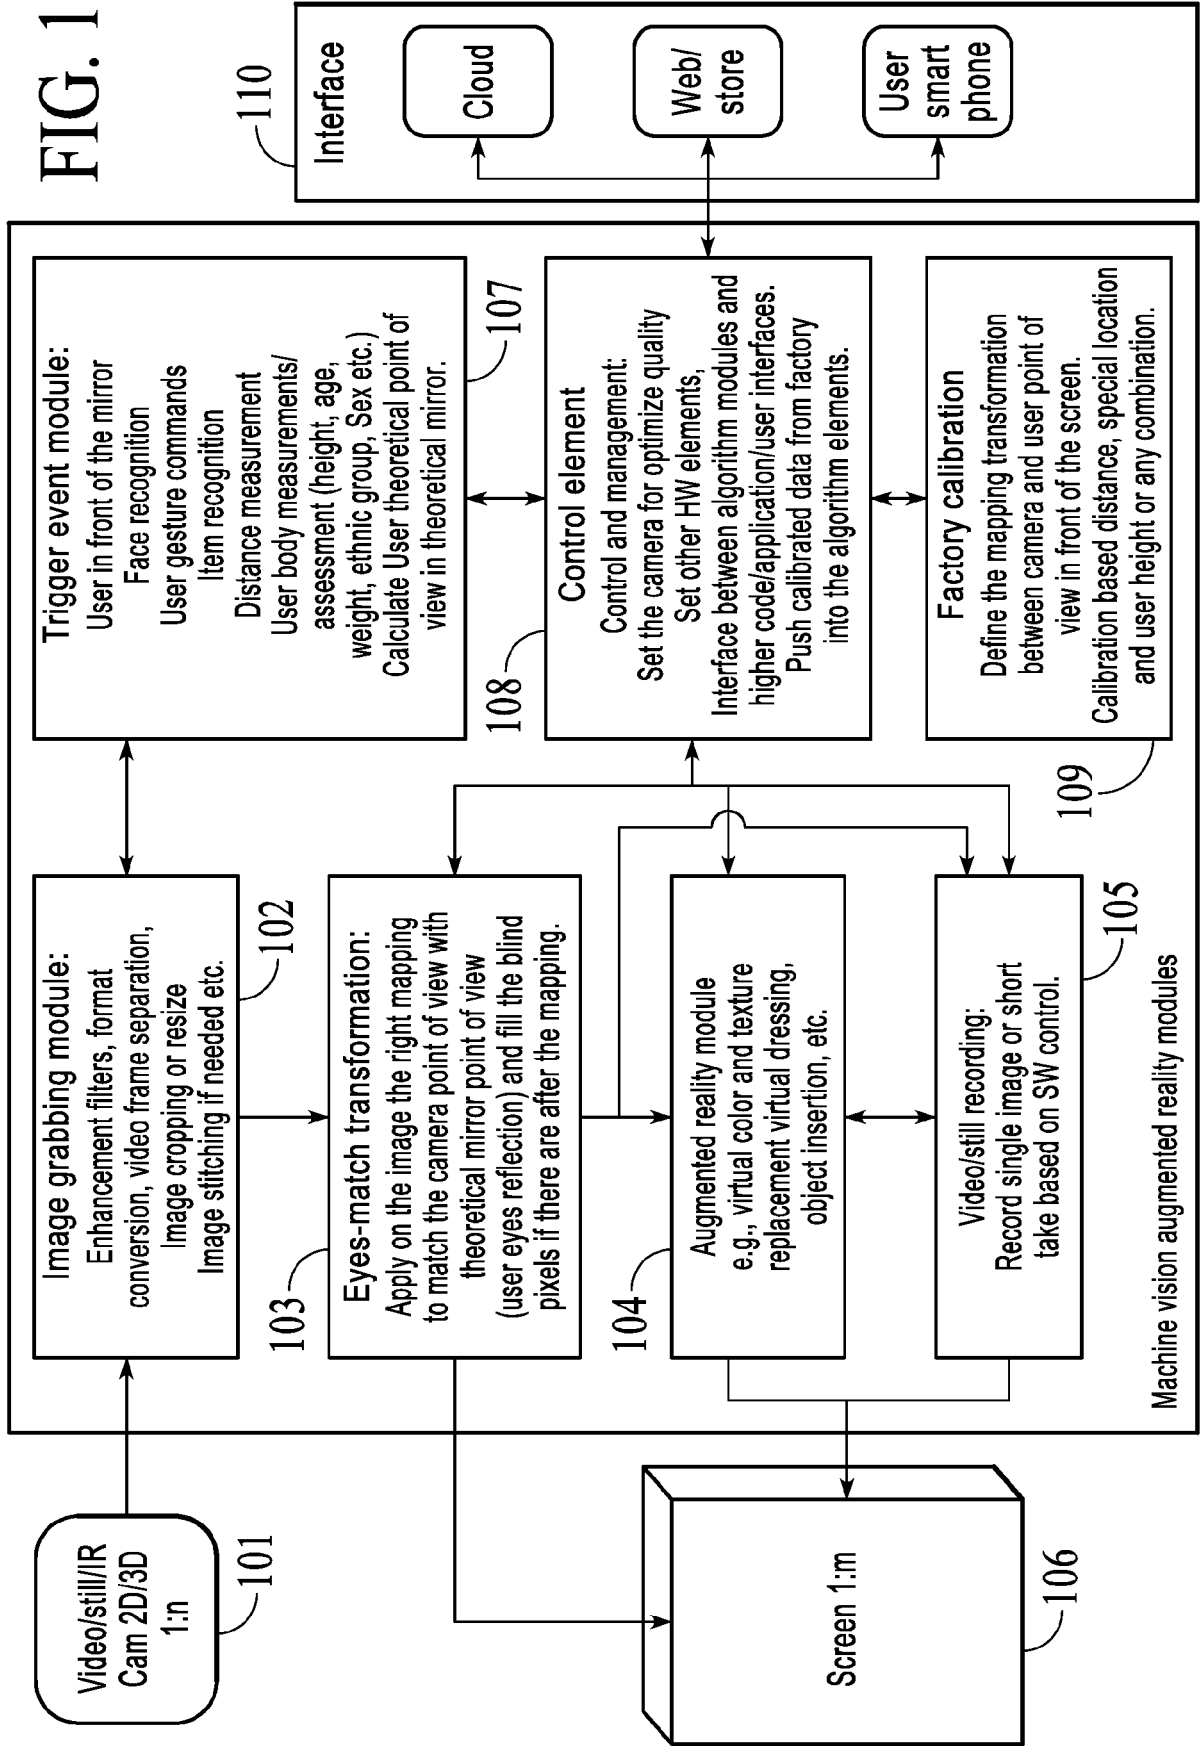 FIG. 1
Video/still/IR
Cam 2D/3D
1:n
101
Image grabbing module:
Enhancement filters, format
conversion, video frame separation,
Image cropping or resize
Image stitching if needed etc.
102
Trigger event module:
User in front of the mirror
Face recognition
User gesture commands
Item recognition
Distance measurement
User body measurements/
assessment (height, age,
weight, ethnic group, Sex etc.)
Calculate User theoretical point of
view in theoretical mirror.
107
110
Interface
Cloud
Web/
store
User
smart
phone
103
Eyes-match transformation:
Apply on the image the right mapping
to match the camera point of view with
theoretical mirror point of view
(user eyes reflection) and fill the blind
pixels if there are after the mapping.
108
Control element
Control and management:
Set the camera for optimize quality
Set other HW elements,
Interface between algorithm modules and
higher code/application/user interfaces.
Push calibrated data from factory
into the algorithm elements.
104
Augmented reality module
e.g., virtual color and texture
replacement virtual dressing,
object insertion, etc.
Screen 1:m
106
Video/still recording:
Record single image or short
take based on SW control.
105
Factory calibration
Define the mapping transformation
between camera and user point of
view in front of the screen.
Calibration based distance, special location
and user height or any combination.
109
Machine vision augmented reality modules